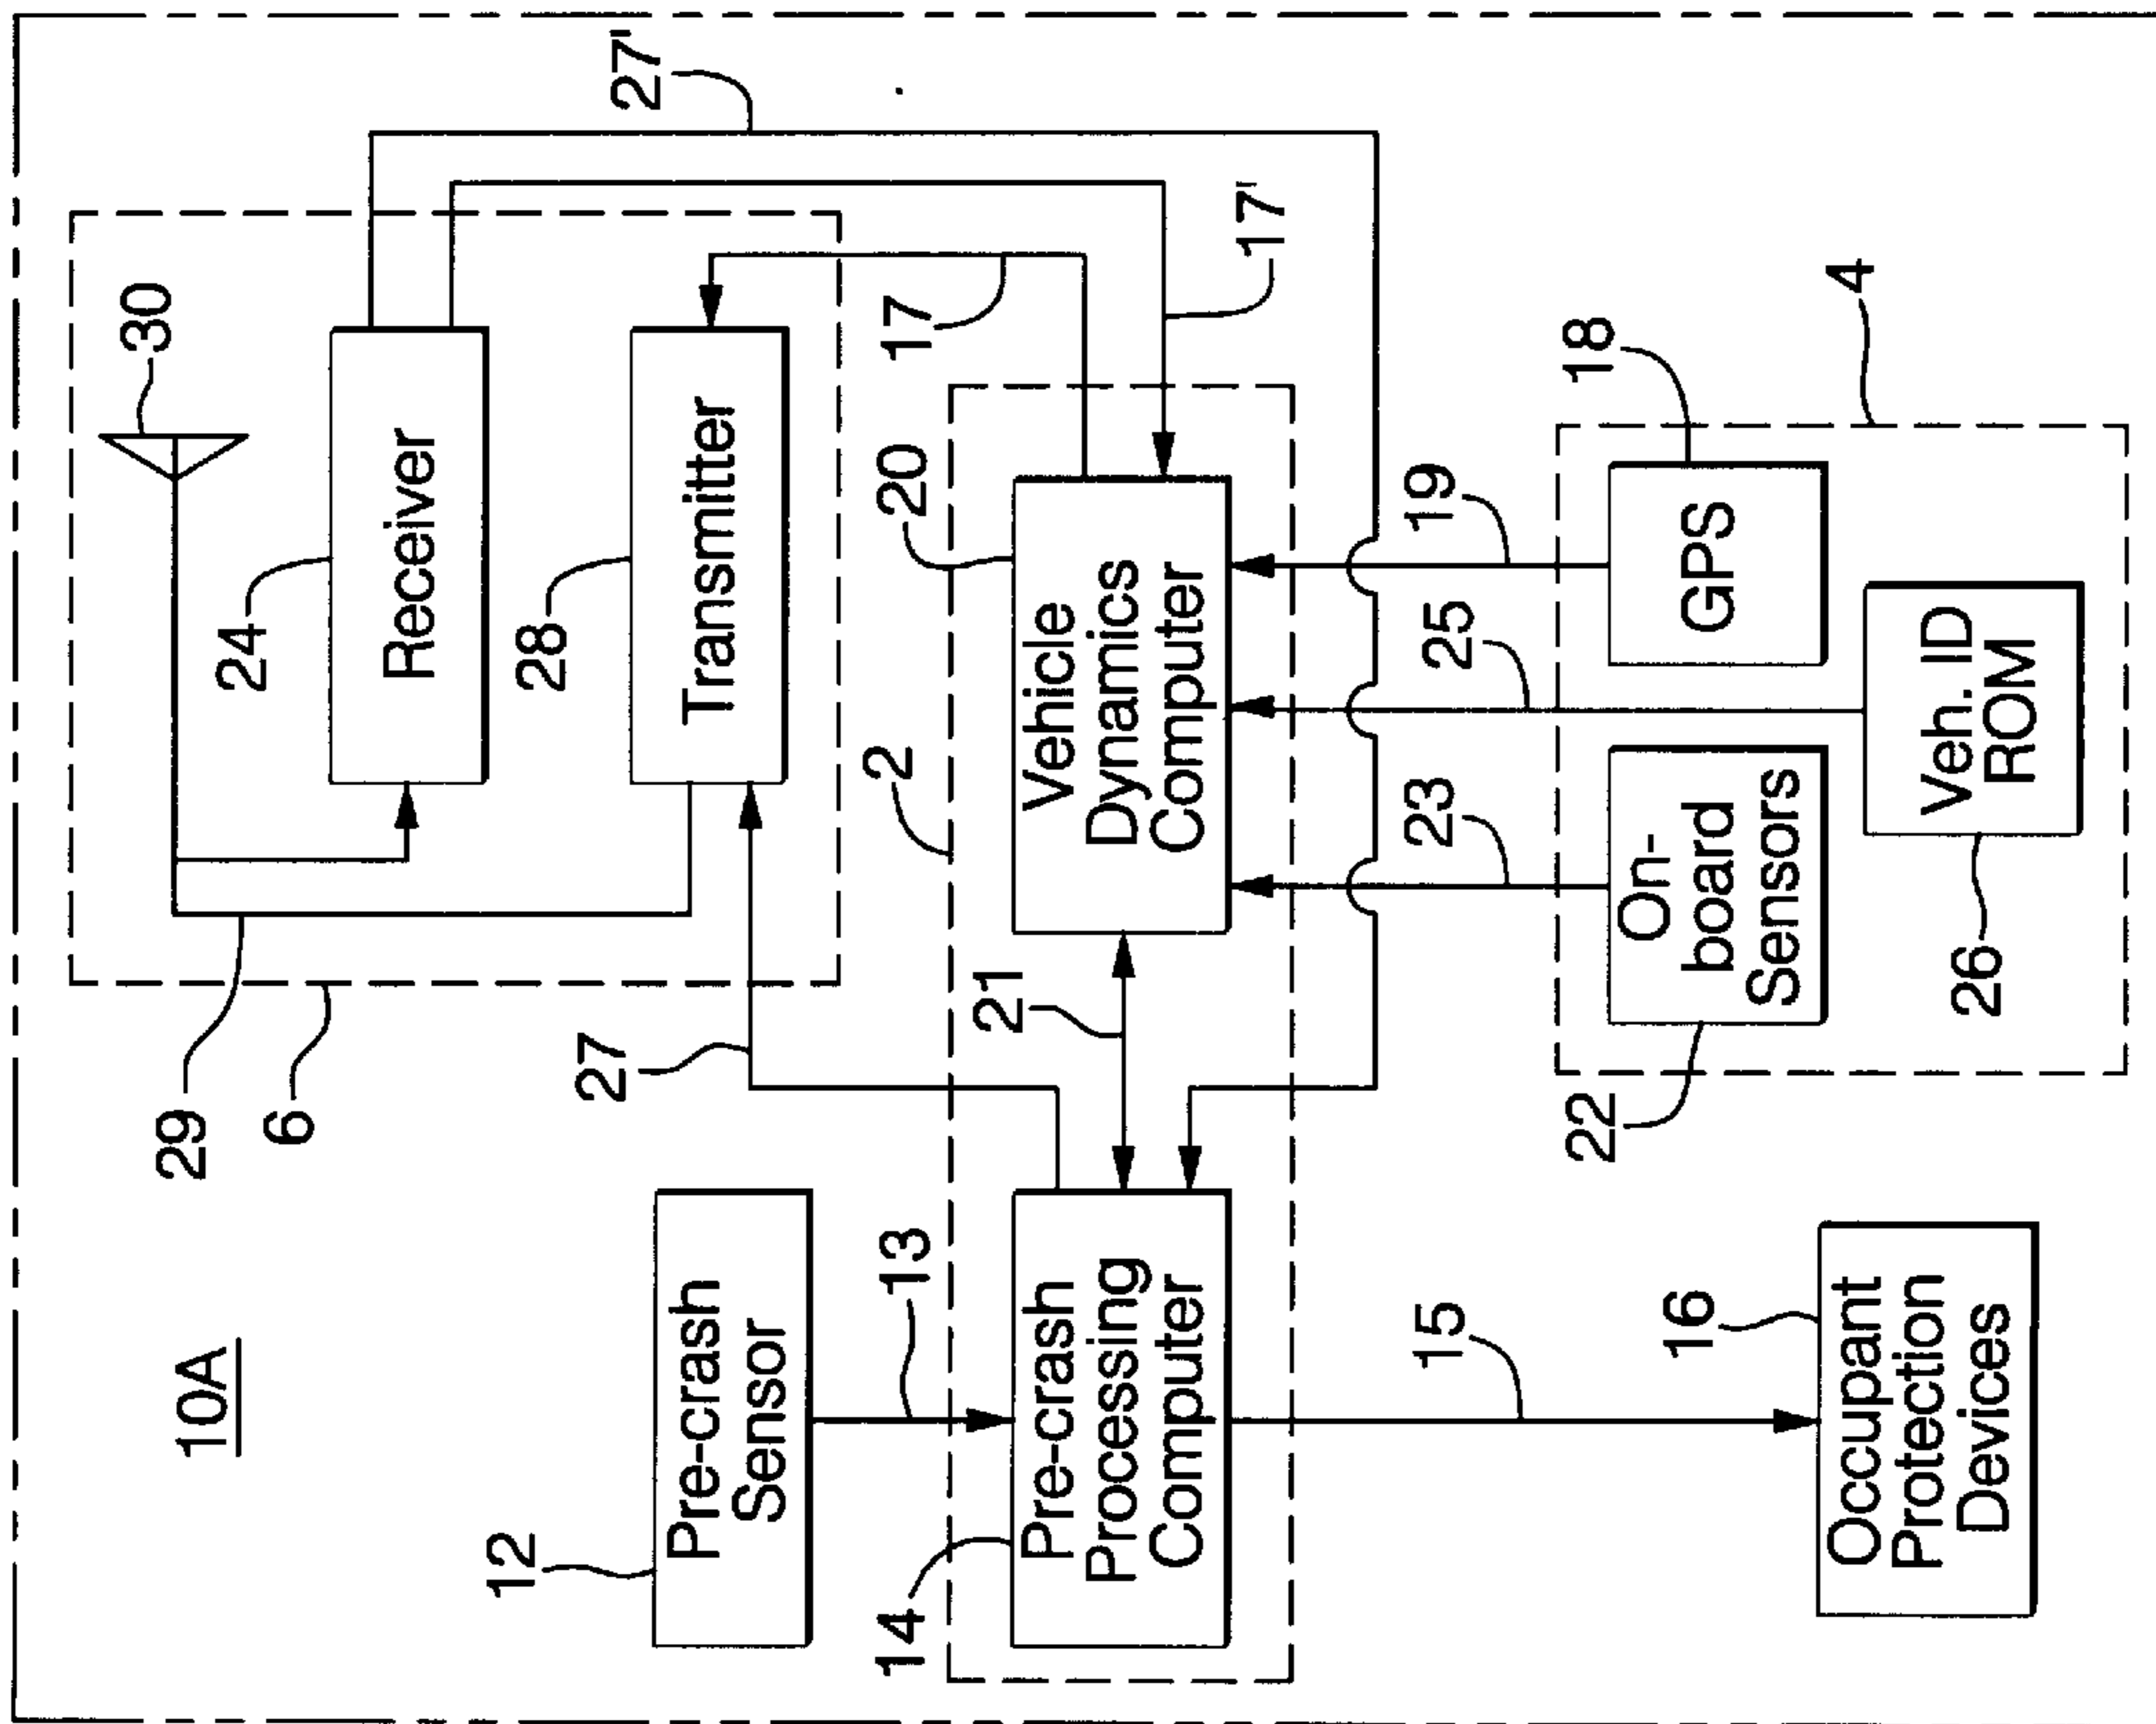 10A
29
6
30
24
Receiver
28
Transmitter
27'
12
Pre-crash
Sensor
27
17
17'
13
2
20
14
Pre-crash
Processing
Computer
21
Vehicle
Dynamics
Computer
15
23
25
19
16
Occupant
Protection
Devices
22
On-
board
Sensors
18
GPS
4
26
Veh. ID
ROM